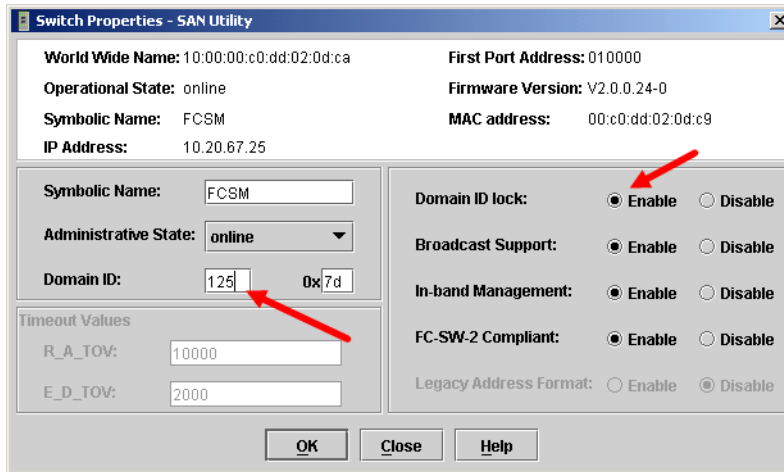 Switch Properties - SAN Utility
World Wide Name: 10:00:00:c0:dd:02:0d:ca
First Port Address: 010000
Operational State: online
Firmware Version: V2.0.0.24-0
Symbolic Name: FCSM
MAC address: 00:c0:dd:02:0d:c9
IP Address: 10.20.67.25
Symbolic Name: FCSM
Administrative State: online
Domain ID: 125 0x 7d
Timeout Values
R_A_TOV: 10000
E_D_TOV: 2000
Domain ID lock: Enable Disable
Broadcast Support: Enable Disable
In-band Management: Enable Disable
FC-SW-2 Compliant: Enable Disable
Legacy Address Format: Enable Disable
OK Close Help